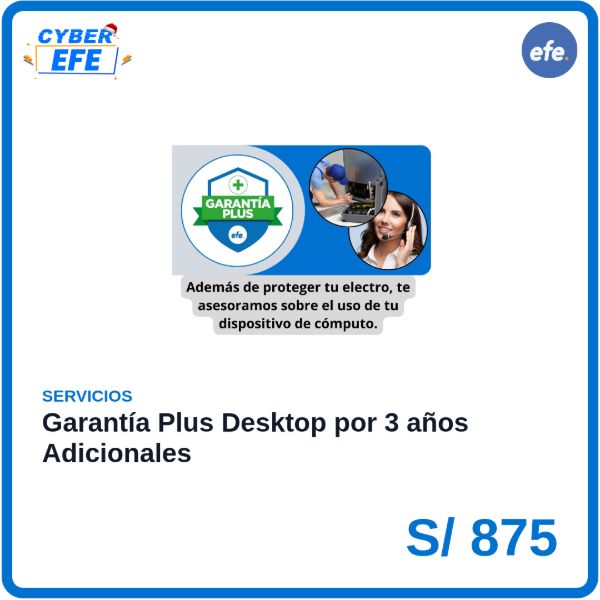 CYBER
EFE
efe.
GARANTÍA
PLUS
efe.
Además de proteger tu electro, te
asesoramos sobre el uso de tu
dispositivo de cómputo.
SERVICIOS
Garantía Plus Desktop por 3 años
Adicionales
S/ 875